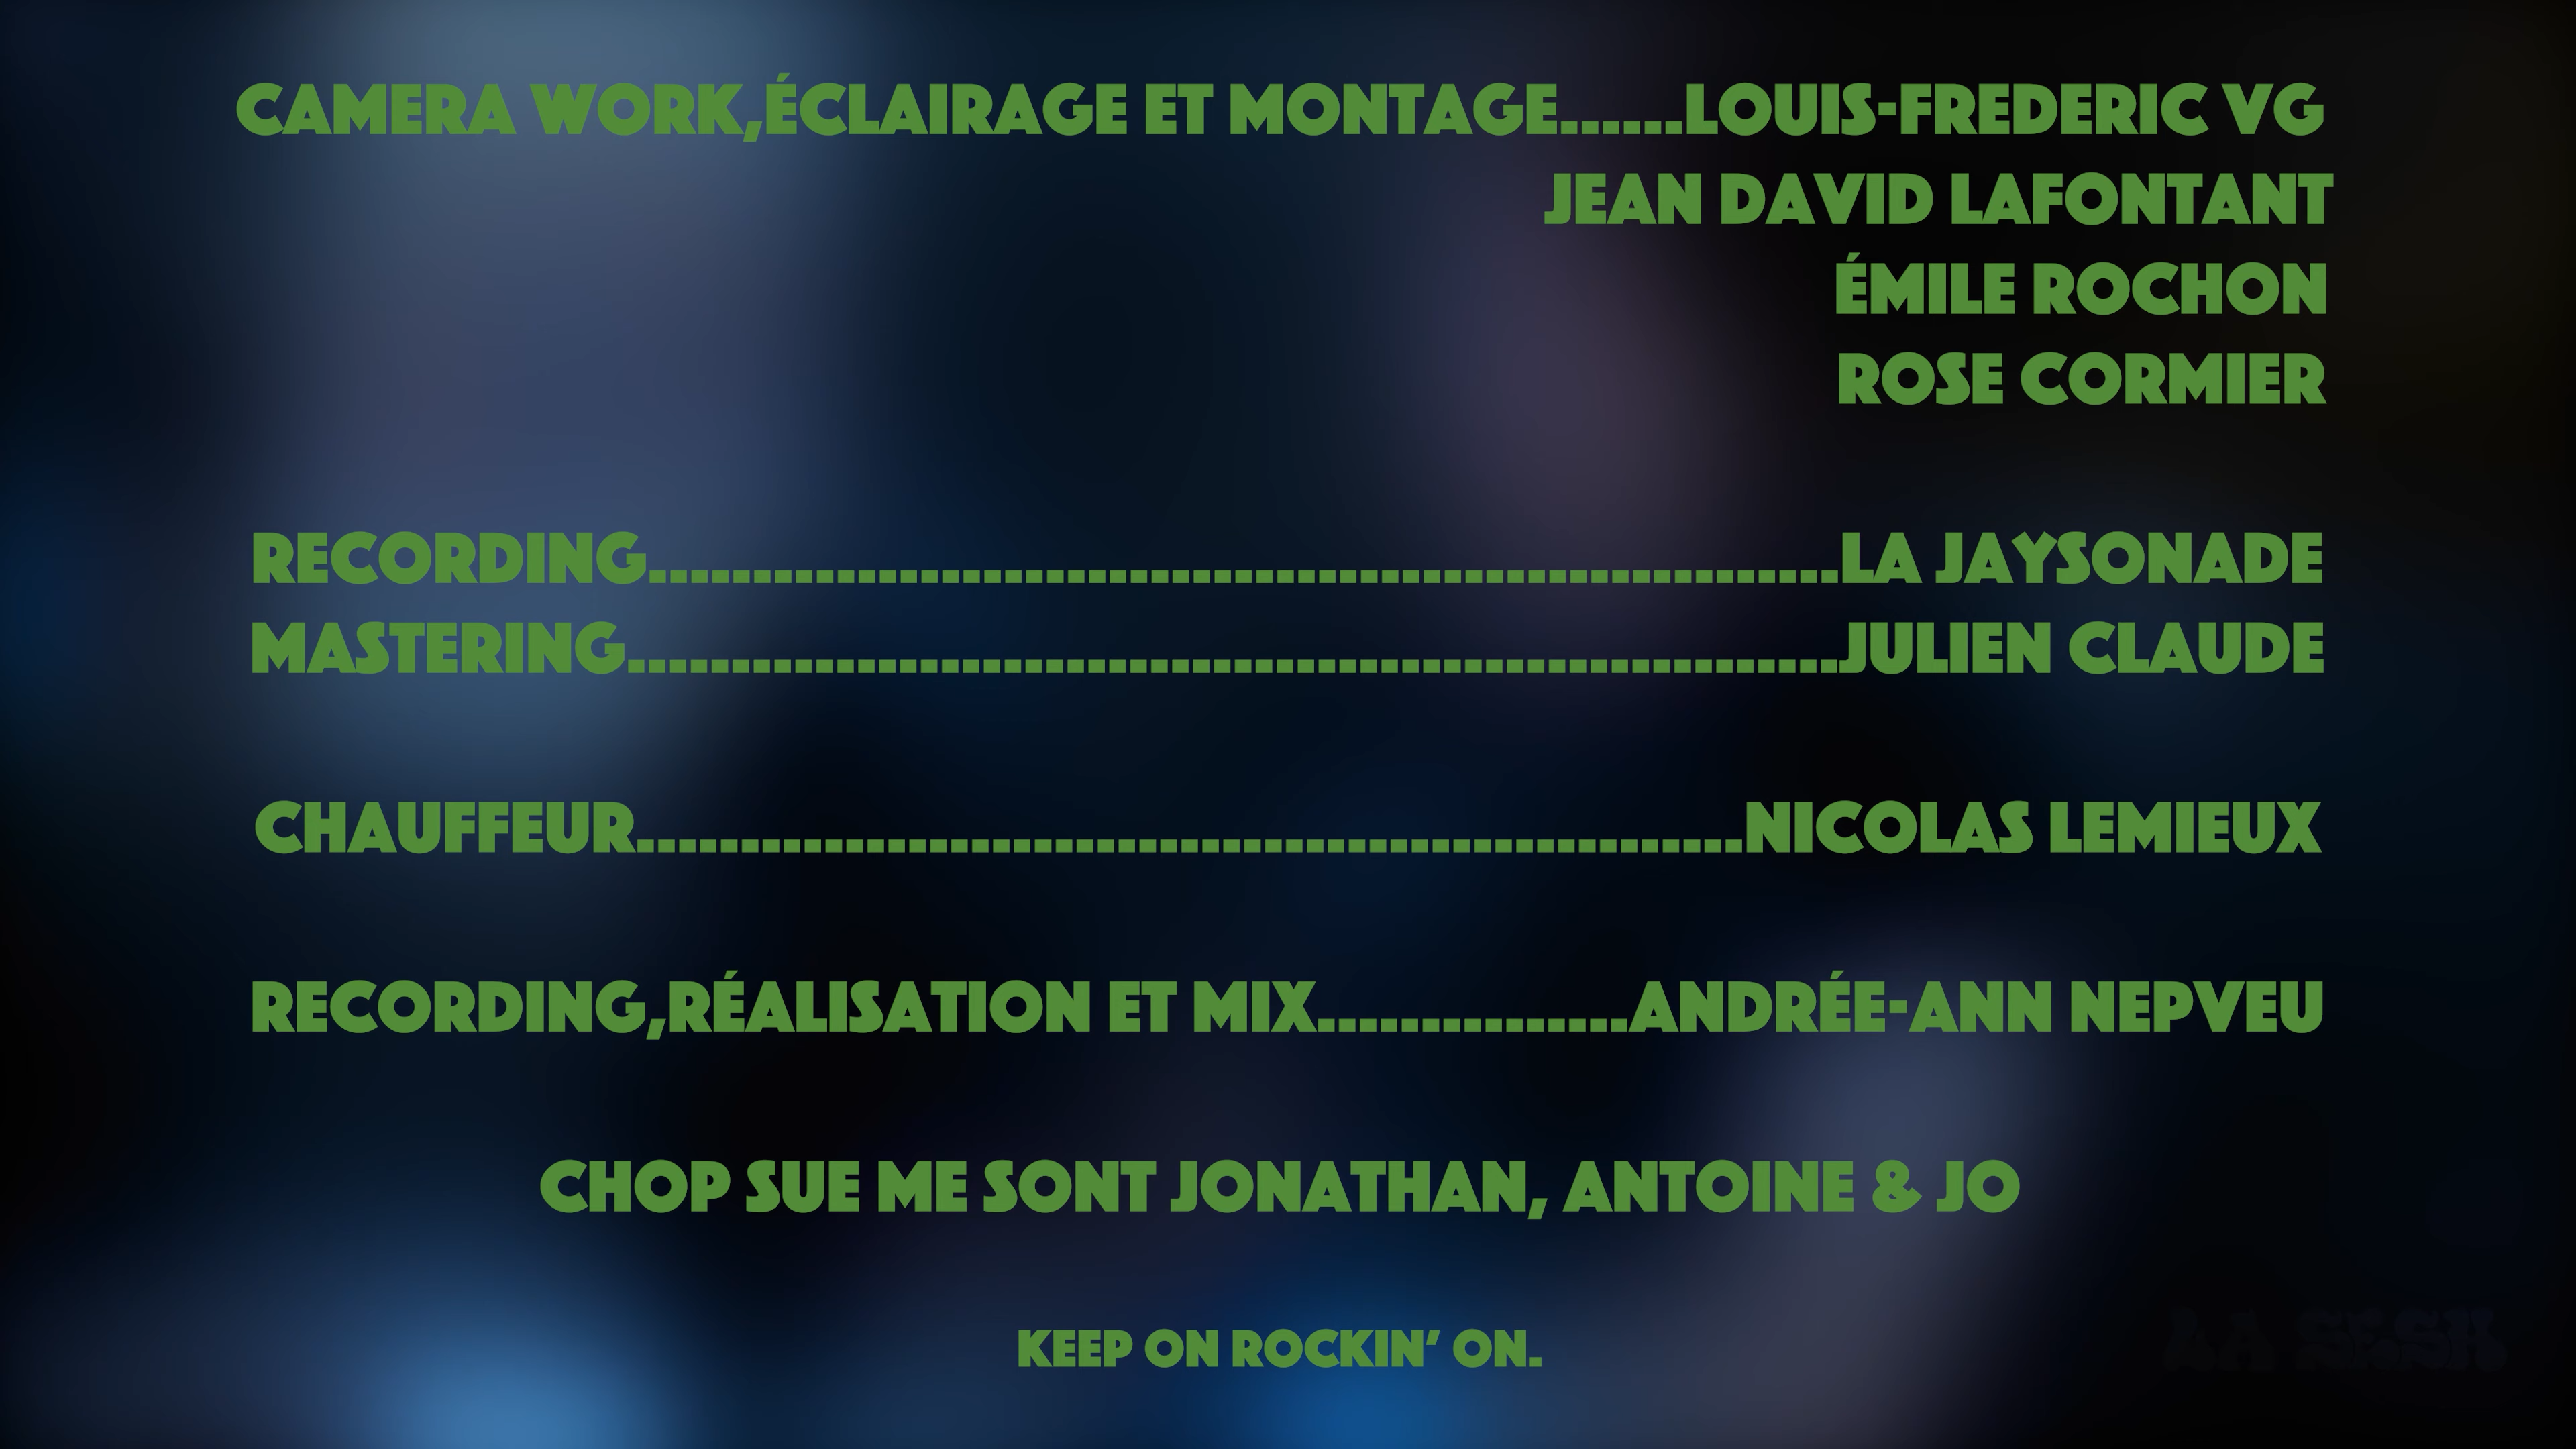 CAMERA WORK,ÉCLAIRAGE ET MONTAGE......LOUIS-FREDERIC VG
JEAN DAVID LAFONTANT
ÉMILE ROCHON
ROSE CORMIER
RECORDING.........................................................LA JAYSONADE
MASTERING..........................................................JULIEN CLAUDE
CHAUFFEUR.....................................................NICOLAS LEMIEUX
RECORDING,RÉALISATION ET MIX...............ANDRÉE-ANN NEPVEU
CHOP SUE ME SONT JONATHAN, ANTOINE & JO
KEEP ON ROCKIN' ON.
LA SESH